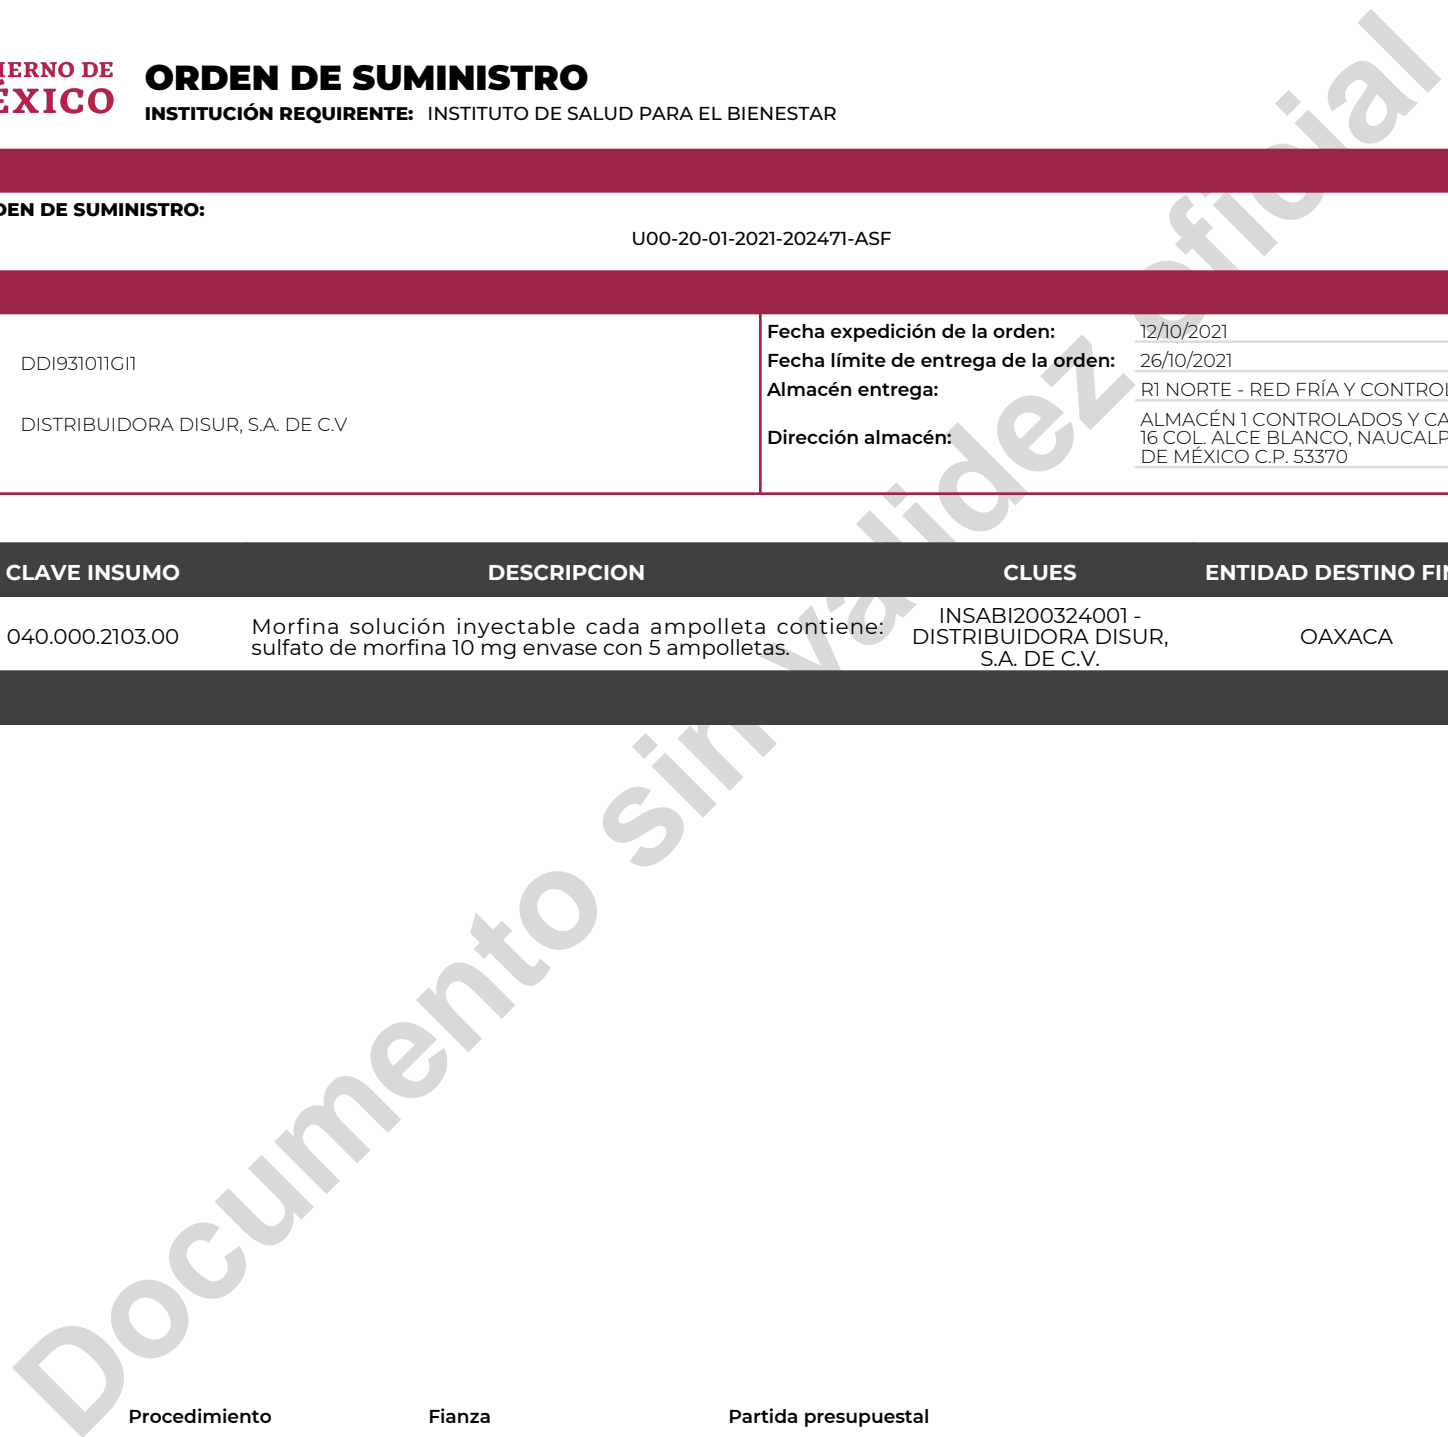 IERNO DE
ÉXICO
ORDEN DE SUMINISTRO
INSTITUCIÓN REQUIRENTE: INSTITUTO DE SALUD PARA EL BIENESTAR
DEN DE SUMINISTRO:
U00-20-01-2021-202471-ASF
DDI931011GI1
DISTRIBUIDORA DISUR, S.A. DE C.V
Fecha expedición de la orden: 12/10/2021
Fecha límite de entrega de la orden: 26/10/2021
Almacén entrega: R1 NORTE - RED FRÍA Y CONTROL
Dirección almacén: ALMACÉN 1 CONTROLADOS Y CA
16 COL. ALCE BLANCO, NAUCALP
DE MÉXICO C.P. 53370
CLAVE INSUMO DESCRIPCION CLUES ENTIDAD DESTINO FIN
040.000.2103.00
Morfina solución inyectable cada ampolleta contiene:
sulfato de morfina 10 mg envase con 5 ampolletas.
INSABI200324001 -
DISTRIBUIDORA DISUR,
S.A. DE C.V.
OAXACA
Documento sin validez oficial
Procedimiento Fianza Partida presupuestal